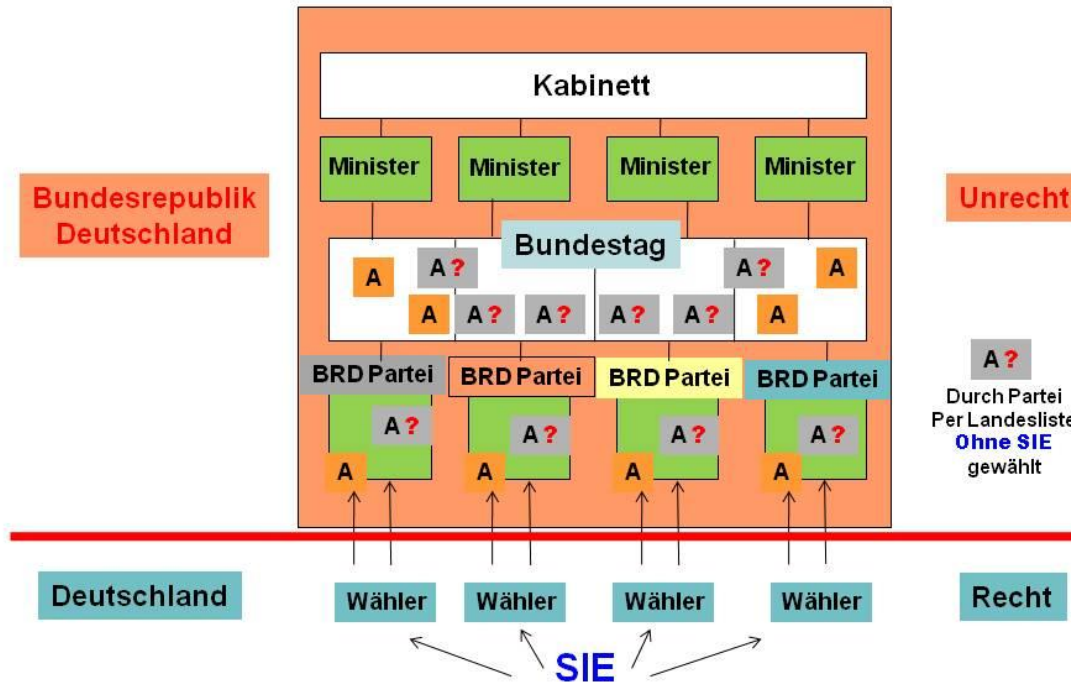 Kabinett
Minister
Minister
Minister
Minister
Bundesrepublik
Deutschland
Unrecht
Bundestag
A
A?
A?
A
A
A?
A?
A?
A?
A
BRD Partei
BRD Partei
BRD Partei
BRD Partei
A?
A?
A?
A?
A
A
A
A
A?
Durch Partei
Per Landesliste
Ohne SIE
gewählt
Deutschland
Wähler
Wähler
Wähler
Wähler
Recht
SIE